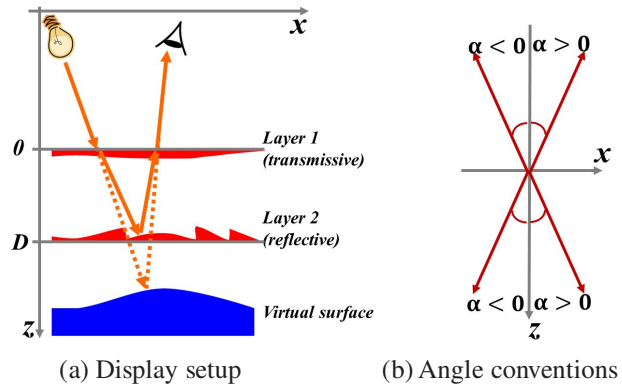 x
0
Layer 1
(transmissive)
D
Layer 2
(reflective)
Virtual surface
z
(a) Display setup
α < 0 α > 0
x
α < 0 α > 0
z
(b) Angle conventions